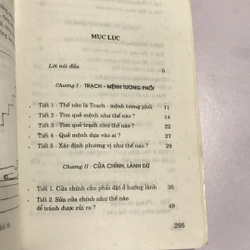 MỤC LỤC
Lời nói đầu 5
Chương I : TRẠCH - MỆNH TƯƠNG PHỐI
Tiết 1 - Thế nào là Trạch - mệnh tương phối 11
Tiết 2 - Tìm quẻ mệnh như thế nào ? 14
Tiết 3 - Tìm quẻ trạch như thế nào ? 22
Tiết 4 - Quẻ mệnh dựa vào ai ? 27
Tiết 5 - Xác định phương vị như thế nào ? 29
Chương II - CỬA CHÍNH, LÀNH DỮ
Tiết 1. Cửa chính cần phải đặt ở hướng lành 35
Tiết 2. Sửa cửa chính như thế nào
để tránh được rủi ro ? 49
295